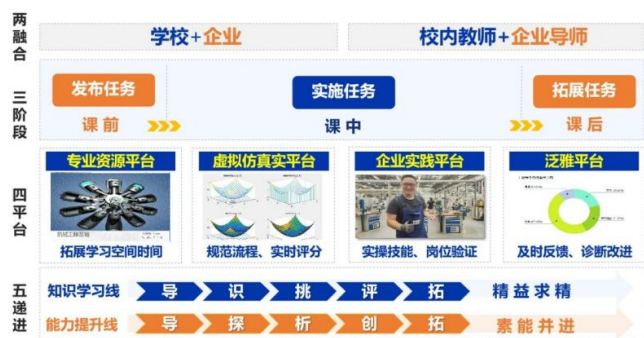 两融合
学校+企业
校内教师+企业导师
三阶段
发布任务
实施任务
拓展任务
课前
课中
课后
四平台
专业资源平台
虚拟仿真实平台
企业实践平台
泛雅平台
拓展学习空间时间
规范流程、实时评分
实操技能、岗位验证
及时反馈、诊断改进
五递进
知识学习线
导 识 挑 评 拓
精益求精
能力提升线
导 探 析 创 拓
素能并进